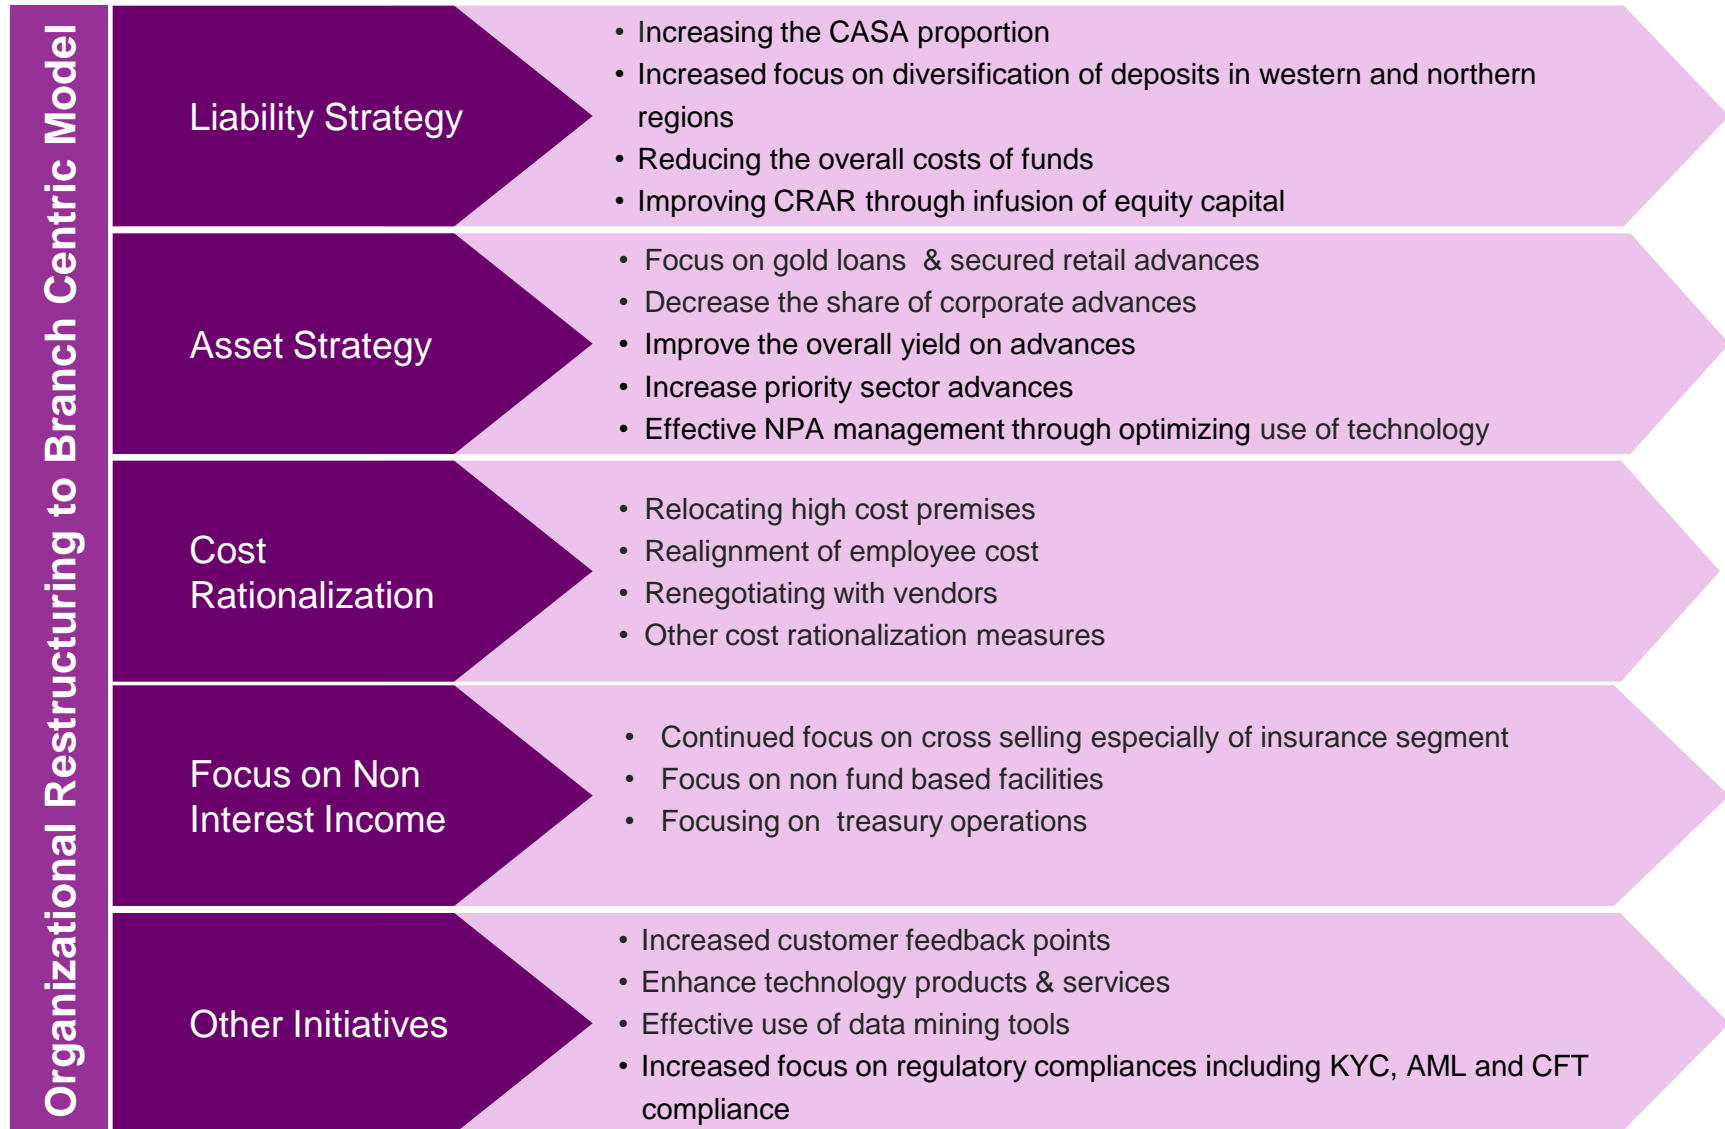 Organizational Restructuring to Branch Centric Model
Liability Strategy
• Increasing the CASA proportion
• Increased focus on diversification of deposits in western and northern
regions
• Reducing the overall costs of funds
• Improving CRAR through infusion of equity capital
Asset Strategy
• Focus on gold loans & secured retail advances
• Decrease the share of corporate advances
• Improve the overall yield on advances
• Increase priority sector advances
• Effective NPA management through optimizing use of technology
Cost
Rationalization
• Relocating high cost premises
• Realignment of employee cost
• Renegotiating with vendors
• Other cost rationalization measures
Focus on Non
Interest Income
• Continued focus on cross selling especially of insurance segment
• Focus on non fund based facilities
• Focusing on treasury operations
Other Initiatives
• Increased customer feedback points
• Enhance technology products & services
• Effective use of data mining tools
• Increased focus on regulatory compliances including KYC, AML and CFT
compliance